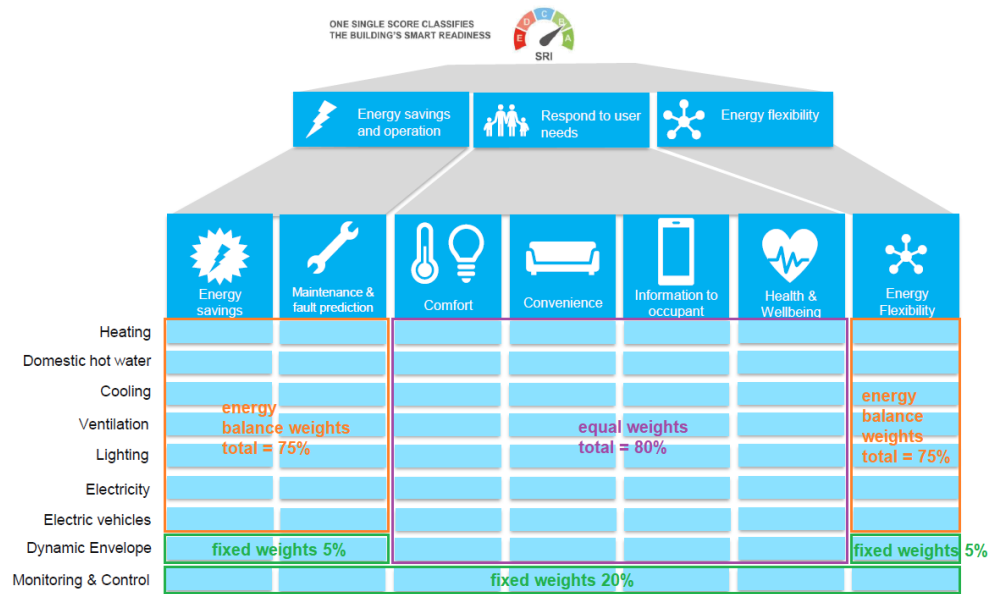 ONE SINGLE SCORE CLASSIFIES
THE BUILDING'S SMART READINESS
E D C B A
SRI
Energy savings
and operation
Respond to user
needs
Energy flexibility
Energy
savings
Maintenance &
fault prediction
Comfort
Convenience
Information to
occupant
Health &
Wellbeing
Energy
Flexibility
Heating
Domestic hot water
Cooling
Ventilation
Lighting
Electricity
Electric vehicles
Dynamic Envelope
Monitoring & Control
energy
balance weights
total = 75%
equal weights
total = 80%
energy
balance
weights
total = 75%
fixed weights 5%
fixed weights 5%
fixed weights 20%